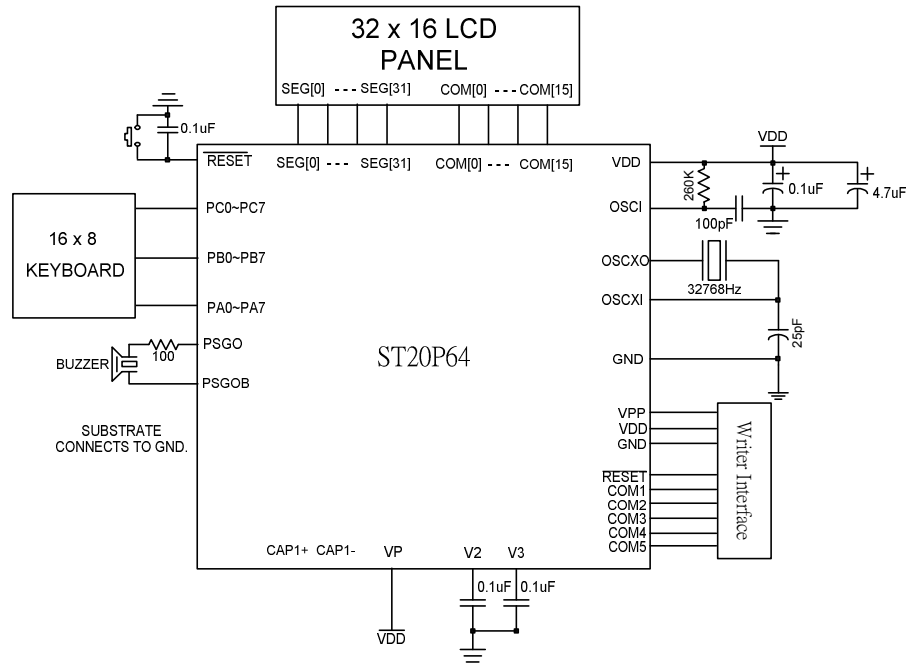 32 x 16 LCD
PANEL
SEG[0] --- SEG[31] COM[0] --- COM[15]
0.1uF
RESET
SEG[0] --- SEG[31] COM[0] --- COM[15]
VDD
VDD
260K
0.1uF
4.7uF
OSCI
100pF
16 x 8
KEYBOARD
PC0~PC7
PB0~PB7
PA0~PA7
OSCXO
32768Hz
OSCXI
25pF
GND
PSGO
100
BUZZER
PSGOB
ST20P64
SUBSTRATE
CONNECTS TO GND.
VPP
VDD
GND
RESET
COM1
COM2
COM3
COM4
COM5
Writer Interface
CAP1+ CAP1- VP V2 V3
0.1uF 0.1uF
VDD